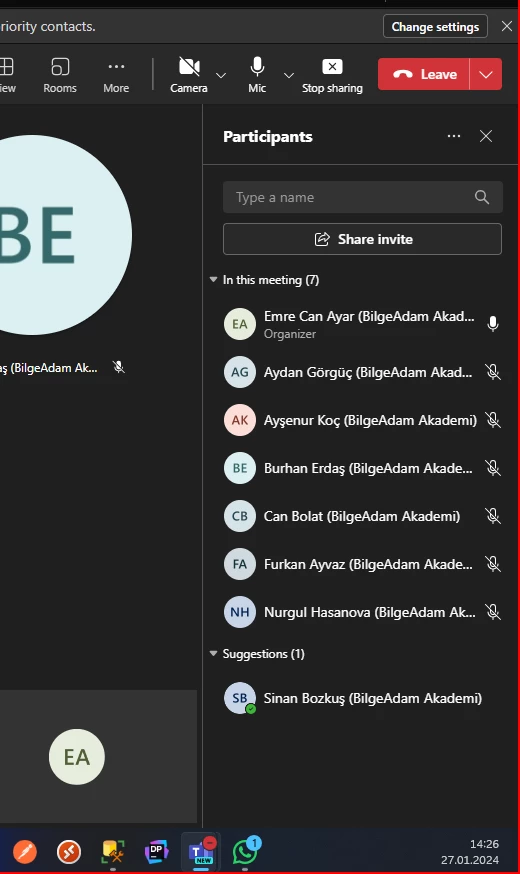 riority contacts.
Change settings
iew
Rooms
More
Camera
Mic
Stop sharing
Leave
Participants
BE
Type a name
Share invite
In this meeting (7)
EA
Emre Can Ayar (BilgeAdam Akad...
Organizer
aş (BilgeAdam Ak...
AG
Aydan Görgüç (BilgeAdam Akad...
AK
Ayşenur Koç (BilgeAdam Akademi)
BE
Burhan Erdaş (BilgeAdam Akade...
CB
Can Bolat (BilgeAdam Akademi)
FA
Furkan Ayvaz (BilgeAdam Akade...
NH
Nurgul Hasanova (BilgeAdam Ak...
Suggestions (1)
SB
Sinan Bozkuş (BilgeAdam Akademi)
EA
DP
T
NEW
1
14:26
27.01.2024